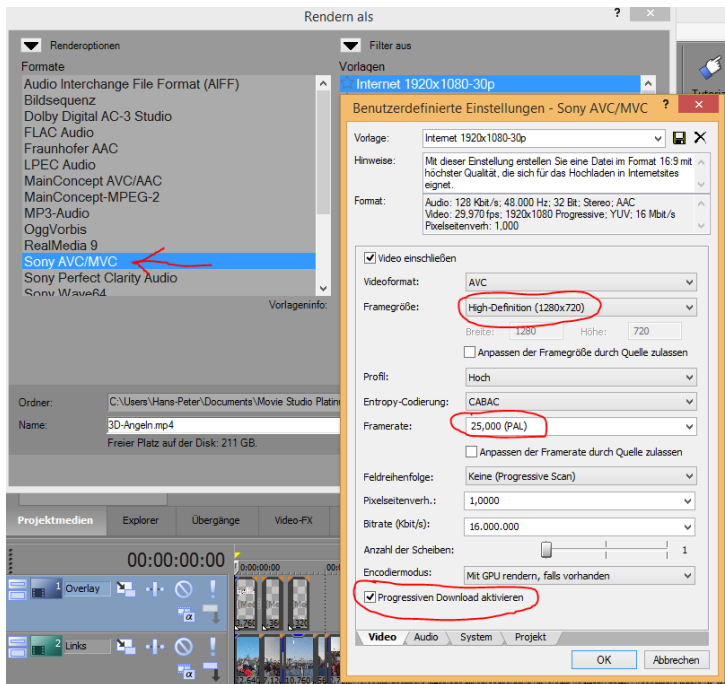 Rendern als
Renderoptionen
Filter aus
Formate
Vorlagen
Audio Interchange File Format (AIFF)
Bildsequenz
Dolby Digital AC-3 Studio
FLAC Audio
Fraunhofer AAC
LPEC Audio
MainConcept AVC/AAC
MainConcept-MPEG-2
MP3-Audio
OggVorbis
RealMedia 9
Sony AVC/MVC
Sony Perfect Clarity Audio
Sony Wave64
Internet 1920x1080-30p
Vorlageninfo:
Ordner:
C:\Users\Hans-Peter\Documents\Movie Studio
Name:
3D-Angeln.mp4
Freier Platz auf der Disk: 211 GB.
Benutzerdefinierte Einstellungen - Sony AVC/MVC
Vorlage:
Internet 1920x1080-30p
Hinweise:
Mit dieser Einstellung erstellen Sie eine Datei im Format 16:9 mit
höchster Qualität, die sich für das Hochladen in Internetsites
eignet.
Format:
Audio: 128 Kbit/s; 48.000 Hz; 32 Bit; Stereo; AAC
Video: 29,970 fps; 1920x1080 Progressive; YUV; 16 Mbit/s
Pixelseitenverh: 1,000
Video einschließen
Videoformat:
AVC
Framegröße:
High-Definition (1280x720)
Breite:
1280
Höhe:
720
Anpassen der Framegröße durch Quelle zulassen
Profil:
Hoch
Entropy-Codierung:
CABAC
Framerate:
25,000 (PAL)
Anpassen der Framerate durch Quelle zulassen
Feldreihenfolge:
Keine (Progressive Scan)
Pixelseitenverh.:
1,0000
Bitrate (Kbit/s):
16.000.000
Anzahl der Scheiben:
1
Encodiermodus:
Mit GPU rendern, falls vorhanden
Progressiven Download aktivieren
Video
Audio
System
Projekt
OK
Abbrechen
Projektmedien
Explorer
Übergänge
Video-FX
00:00:00:00
0:00:00:00
1 Overlay
2 Links